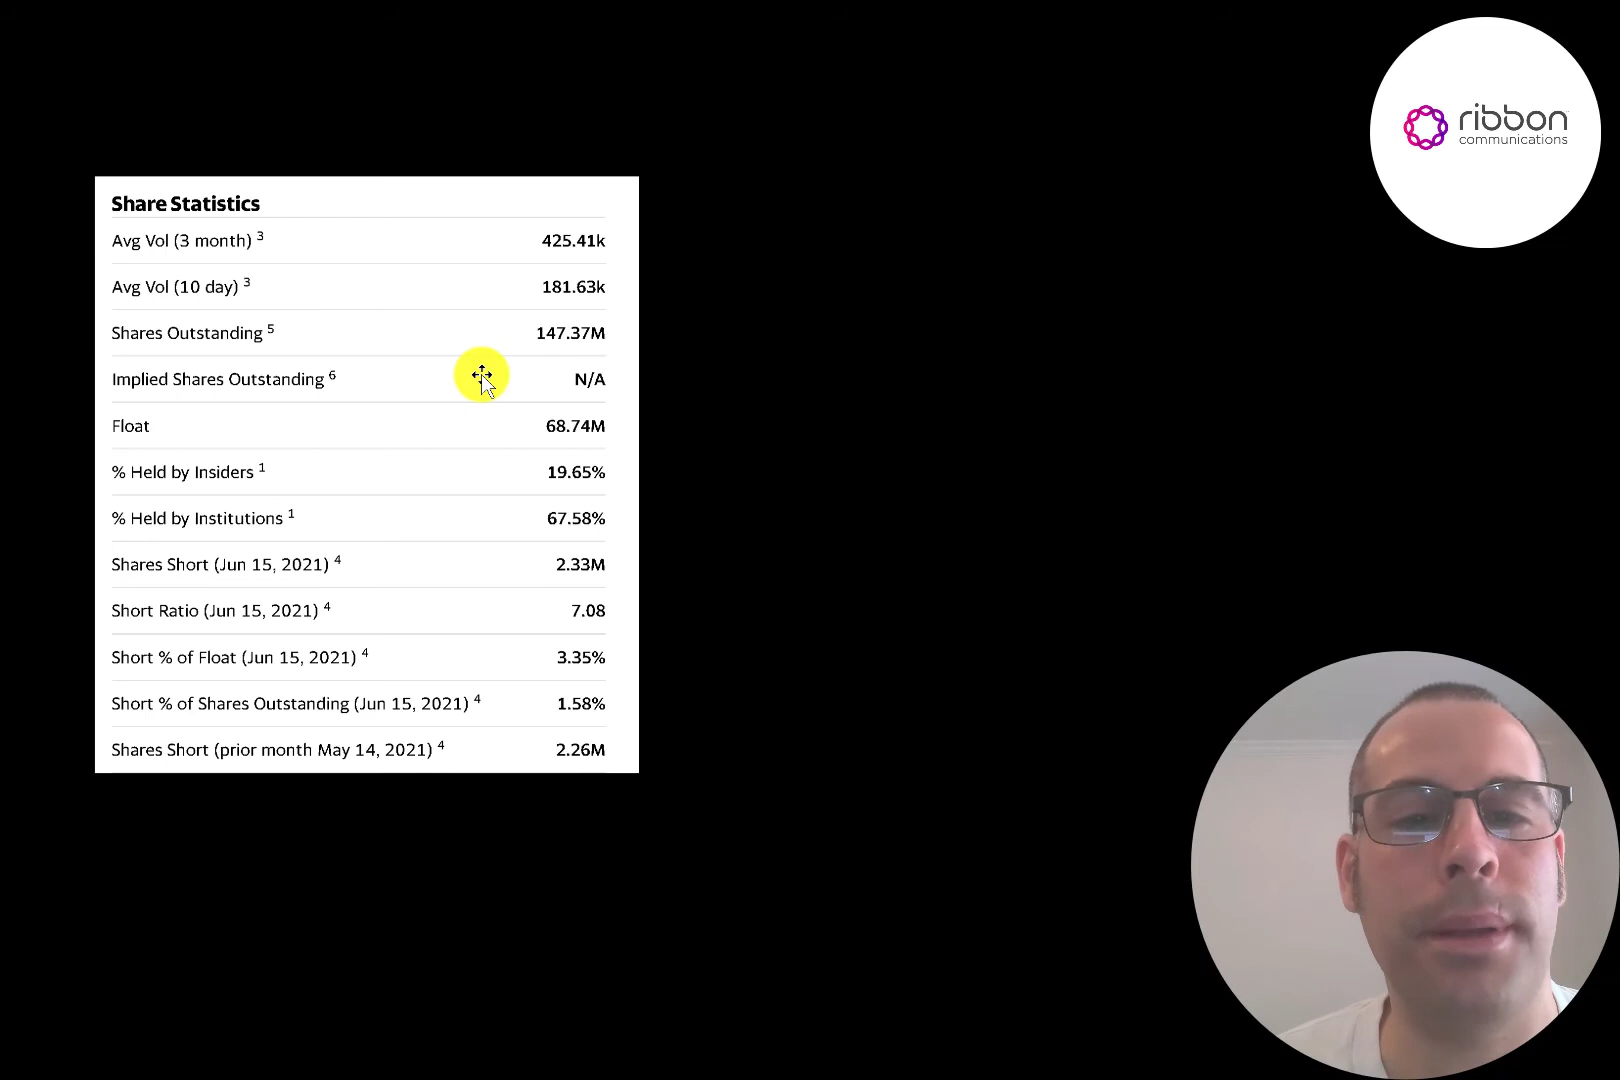 ribbon
communications
Share Statistics
Avg Vol (3 month) 3 425.41k
Avg Vol (10 day) 3 181.63k
Shares Outstanding 5 147.37M
Implied Shares Outstanding 6 N/A
Float 68.74M
% Held by Insiders 1 19.65%
% Held by Institutions 1 67.58%
Shares Short (Jun 15, 2021) 4 2.33M
Short Ratio (Jun 15, 2021) 4 7.08
Short % of Float (Jun 15, 2021) 4 3.35%
Short % of Shares Outstanding (Jun 15, 2021) 4 1.58%
Shares Short (prior month May 14, 2021) 4 2.26M